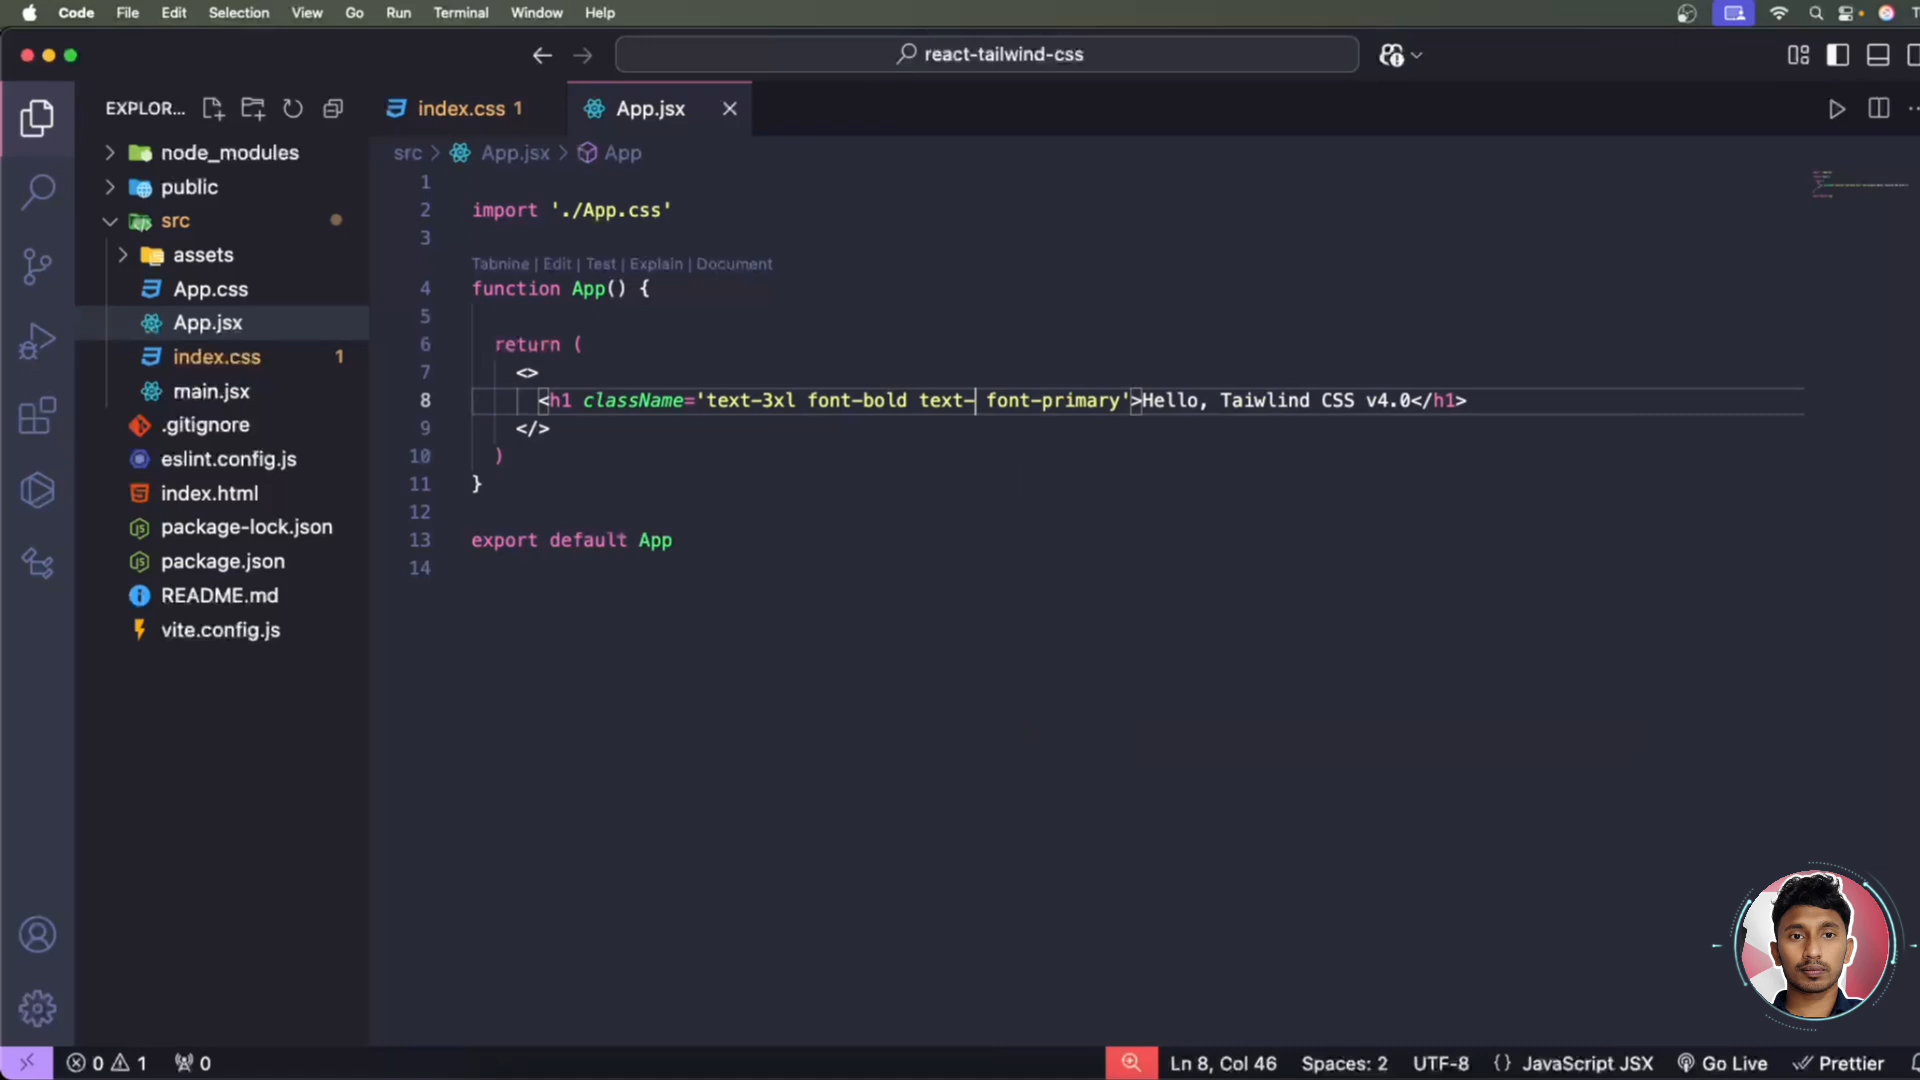 Code File Edit Selection View Go Run Terminal Window Help
react-tailwind-css
EXPLOR...
index.css 1
App.jsx
node_modules
public
src
assets
App.css
App.jsx
index.css 1
main.jsx
.gitignore
eslint.config.js
index.html
package-lock.json
package.json
README.md
vite.config.js
src > App.jsx > App
1
2 import './App.css'
3
Tabnine | Edit | Test | Explain | Document
4 function App() {
5
6 return (
7 <>
8 <h1 className='text-3xl font-bold text- font-primary'>Hello, Taiwlind CSS v4.0</h1>
9 </>
10 )
11 }
12
13 export default App
14
0 1 0
Ln 8, Col 46 Spaces: 2 UTF-8 {} JavaScript JSX Go Live Prettier